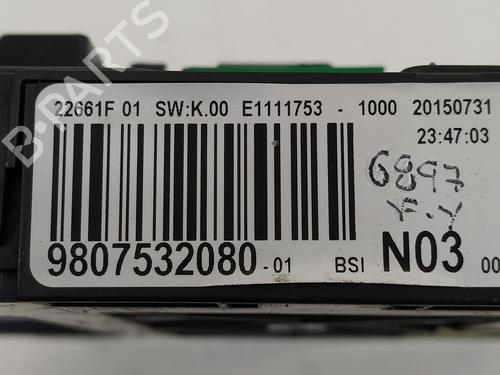 B-PARTS
22661F 01 SW:K.00 E1111753 - 1000 20150731
23:47:03
6897
9807532080-01 BSI N03 00